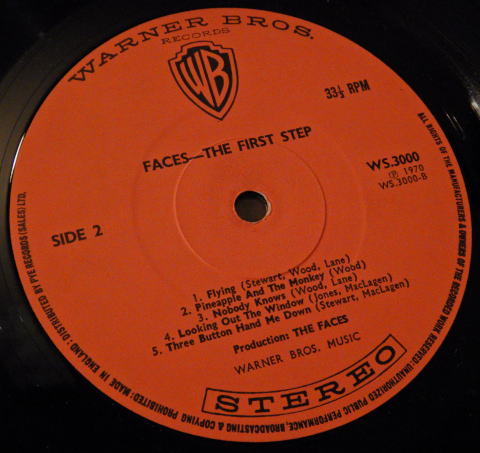 WARNER BROS.
RECORDS
WB
33⅓ RPM
FACES—THE FIRST STEP
WS.3000
Ⓟ 1970
WS.3000-B
SIDE 2
1. Flying (Stewart, Wood, Lane)
2. Pineapple And The Monkey (Wood)
3. Nobody Knows (Wood, Lane)
4. Looking Out The Window (Jones, MacLagen)
5. Three Button Hand Me Down (Stewart, MacLagen)
Production: THE FACES
WARNER BROS. MUSIC
STEREO
ALL RIGHTS OF THE MANUFACTURERS & OWNERS OF THE RECORDED WORK RESERVED· UNAUTHORIZED PUBLIC PERFORMANCE, BROADCASTING & COPYING PROHIBITED: MADE IN ENGLAND· DISTRIBUTED BY PYE RECORDS (SALES) LTD.